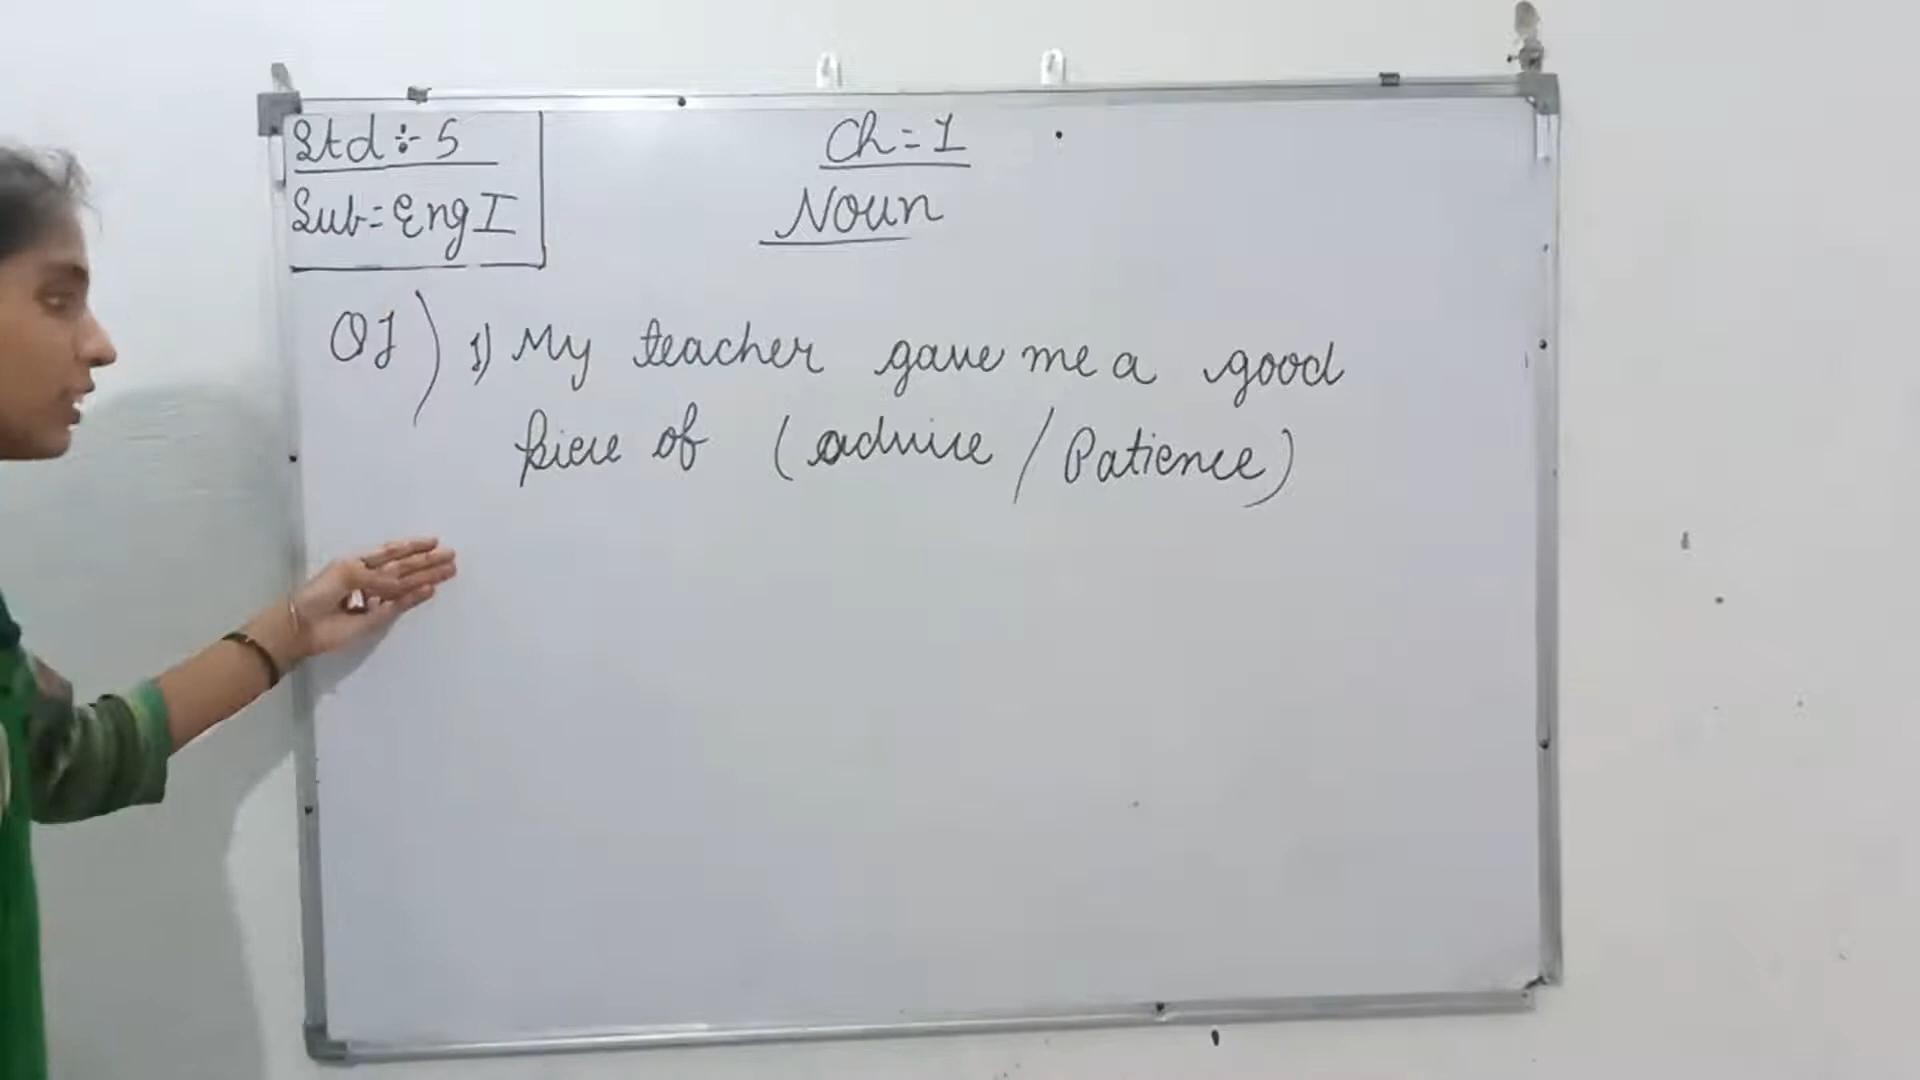 Std ÷ 5
Sub = Eng I
Ch = 1
Noun
Q1) 1) My teacher gave me a good
piece of (advice / Patience)